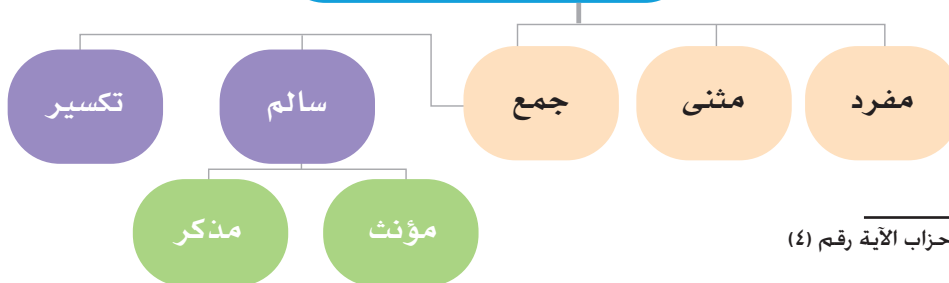 مفرد
مثنى
جمع
سالم
تكسير
مؤنث
مذكر
حزاب الآية رقم (٤)